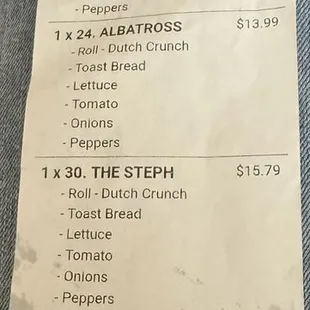 - Peppers
1 x 24. ALBATROSS $13.99
- Roll - Dutch Crunch
- Toast Bread
- Lettuce
- Tomato
- Onions
- Peppers
1 x 30. THE STEPH $15.79
- Roll - Dutch Crunch
- Toast Bread
- Lettuce
- Tomato
- Onions
- Peppers